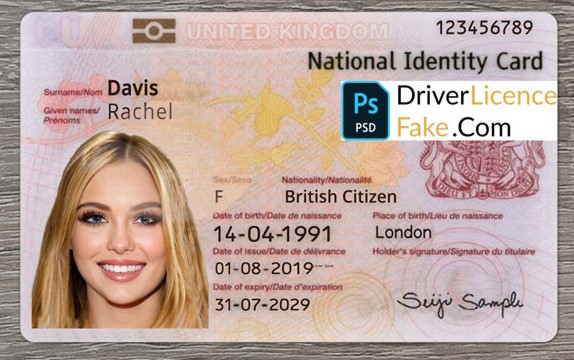 UNITED KINGDOM
123456789
National Identity Card
Surname/Nom Davis
Given names/ Rachel
Prénoms
Ps
PSD
DriverLicence
Fake.Com
Sex/Sexe Nationality/Nationalité
F British Citizen
Date of birth/Date de naissance Place of birth/Lieu de naissance
14-04-1991 London
Date of issue/Date de délivrance Holder's signature/Signature du titulaire
01-08-2019
Date of expiry/Date d'expiration
31-07-2029
Seiji Sample